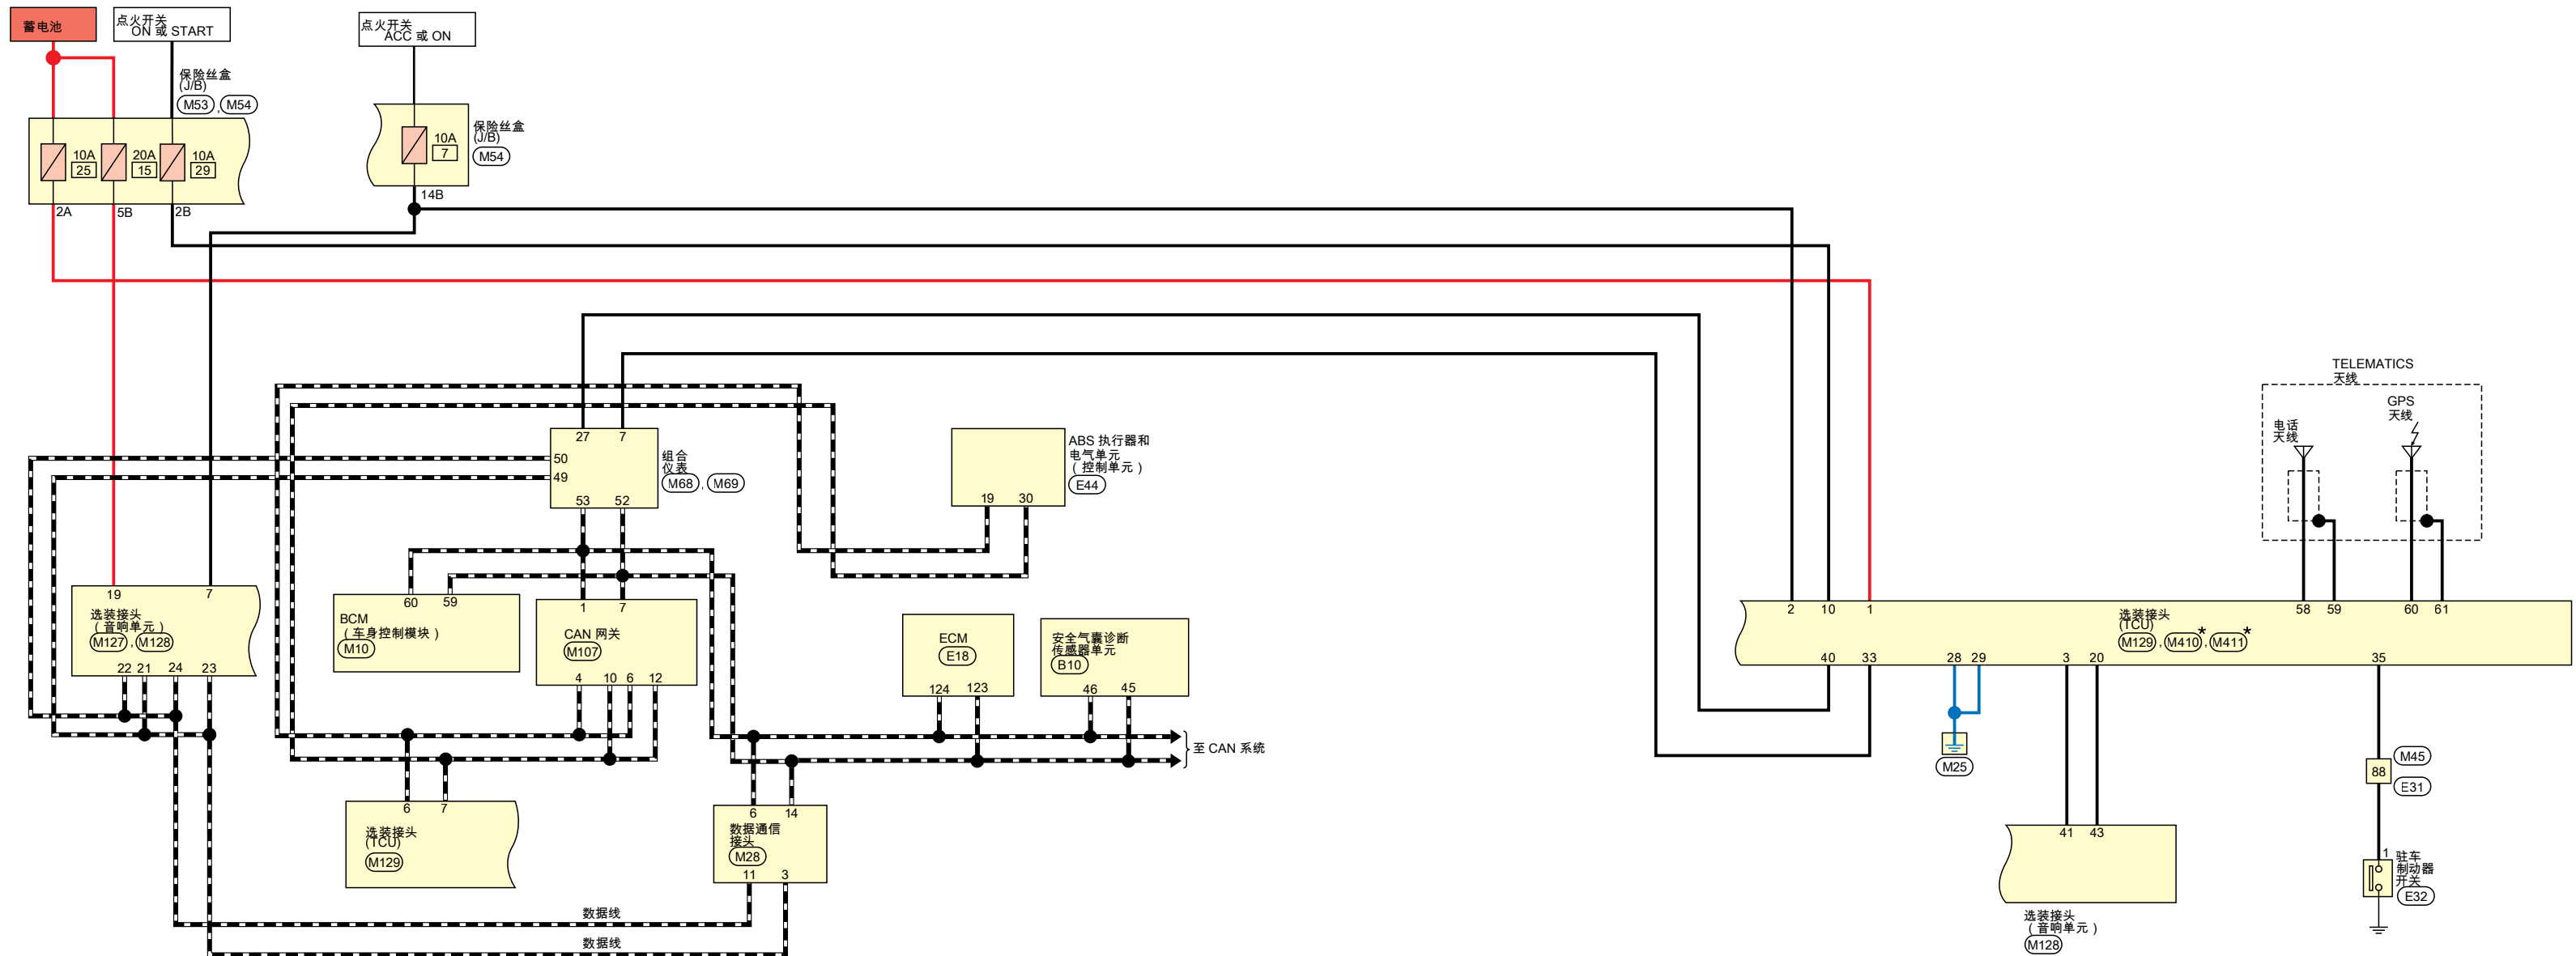 蓄电池
点火开关
ON 或 START
点火开关
ACC 或 ON
保险丝盒
(J/B)
M53 , M54
10A
25
20A
15
10A
29
2A
5B
2B
10A
7
保险丝盒
(J/B)
M54
14B
TELEMATICS
天线
GPS
天线
电话
天线
27
7
50
49
53
52
组合
仪表
M68 , M69
ABS 执行器和
电气单元
( 控制单元 )
E44
19
30
19
7
选装接头
( 音响单元 )
M127 , M128
22
21
24
23
60
59
BCM
( 车身控制模块 )
M10
1
7
CAN 网关
M107
4
10
6
12
ECM
E18
124
123
安全气囊诊断
传感器单元
B10
46
45
至 CAN 系统
2
10
1
选装接头
(TCU)
M129 , M410* , M411*
58
59
60
61
40
33
28
29
3
20
35
M25
M45
88
E31
6
7
选装接头
(TCU)
M129
6
14
数据通信
接头
M28
11
3
41
43
选装接头
( 音响单元 )
M128
1
驻车
制动器
开关
E32
数据线
数据线